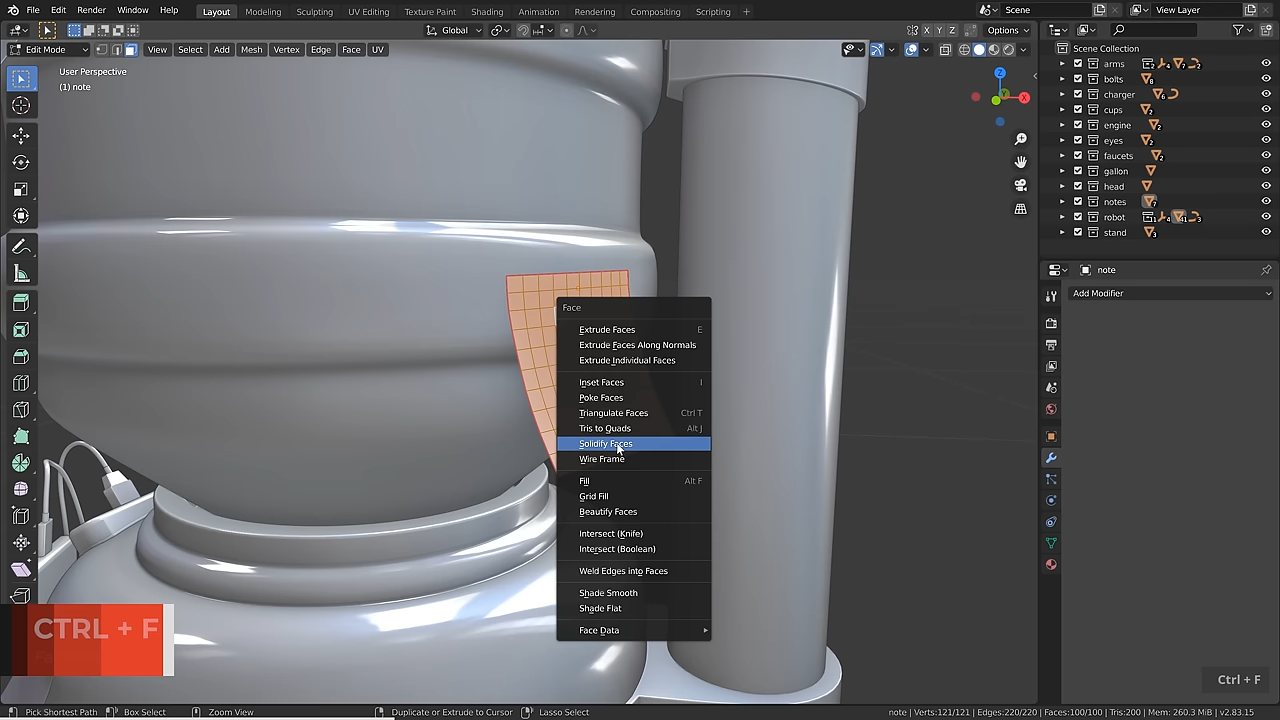 File Edit Render Window Help Layout Modeling Sculpting UV Editing Texture Paint Shading Animation Rendering Compositing Scripting Scene View Layer
Global X Y Z Options
Edit Mode View Select Add Mesh Vertex Edge Face UV
User Perspective
(1) note
Z
Y
X
Scene Collection
arms
bolts
charger
cups
engine
eyes
faucets
gallon
head
notes
robot
stand
note
Add Modifier
Face
Extrude Faces E
Extrude Faces Along Normals
Extrude Individual Faces
Inset Faces I
Poke Faces
Triangulate Faces Ctrl T
Tris to Quads Alt J
Solidify Faces
Wire Frame
Fill Alt F
Grid Fill
Beautify Faces
Intersect (Knife)
Intersect (Boolean)
Weld Edges into Faces
Shade Smooth
Shade Flat
Face Data
CTRL + F
Ctrl + F
Pick Shortest Path Box Select Zoom View Duplicate or Extrude to Cursor Lasso Select note | Verts:121/121 | Edges:220/220 | Faces:100/100 | Tris:200 | Mem: 260.3 MiB | v2.83.15